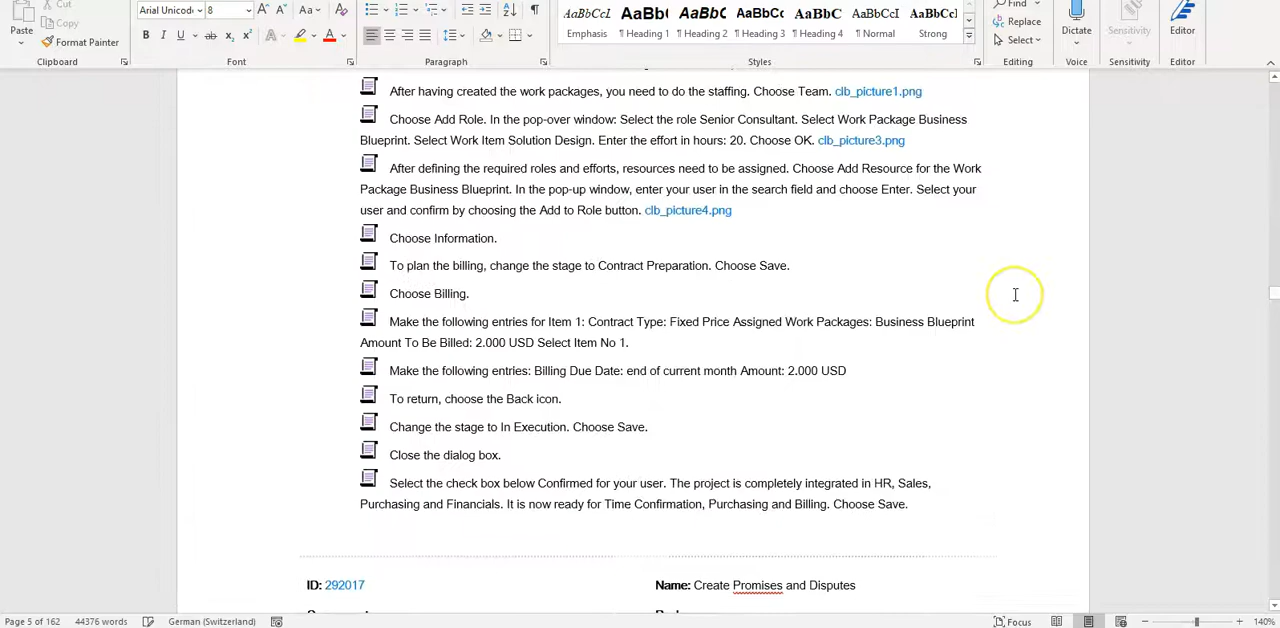 Cut
Copy
Paste
Format Painter
Clipboard
Arial Unicode 8
Aa
B I U ab x₂ x²
A A
Font
Paragraph
AaBbCcI AaBb( AaBbC AaBbCc AaBbC AaBbCcI AaBbCcl
Emphasis ¶ Heading 1 ¶ Heading 2 ¶ Heading 3 ¶ Heading 4 ¶ Normal Strong
Styles
Find
Replace
Select
Editing
Dictate
Voice
Sensitivity
Sensitivity
Editor
Editor
After having created the work packages, you need to do the staffing. Choose Team. clb_picture1.png
Choose Add Role. In the pop-over window: Select the role Senior Consultant. Select Work Package Business
Blueprint. Select Work Item Solution Design. Enter the effort in hours: 20. Choose OK. clb_picture3.png
After defining the required roles and efforts, resources need to be assigned. Choose Add Resource for the Work
Package Business Blueprint. In the pop-up window, enter your user in the search field and choose Enter. Select your
user and confirm by choosing the Add to Role button. clb_picture4.png
Choose Information.
To plan the billing, change the stage to Contract Preparation. Choose Save.
Choose Billing.
Make the following entries for Item 1: Contract Type: Fixed Price Assigned Work Packages: Business Blueprint
Amount To Be Billed: 2.000 USD Select Item No 1.
Make the following entries: Billing Due Date: end of current month Amount: 2.000 USD
To return, choose the Back icon.
Change the stage to In Execution. Choose Save.
Close the dialog box.
Select the check box below Confirmed for your user. The project is completely integrated in HR, Sales,
Purchasing and Financials. It is now ready for Time Confirmation, Purchasing and Billing. Choose Save.
ID: 292017 Name: Create Promises and Disputes
Page 5 of 162 44376 words German (Switzerland) Focus 140%